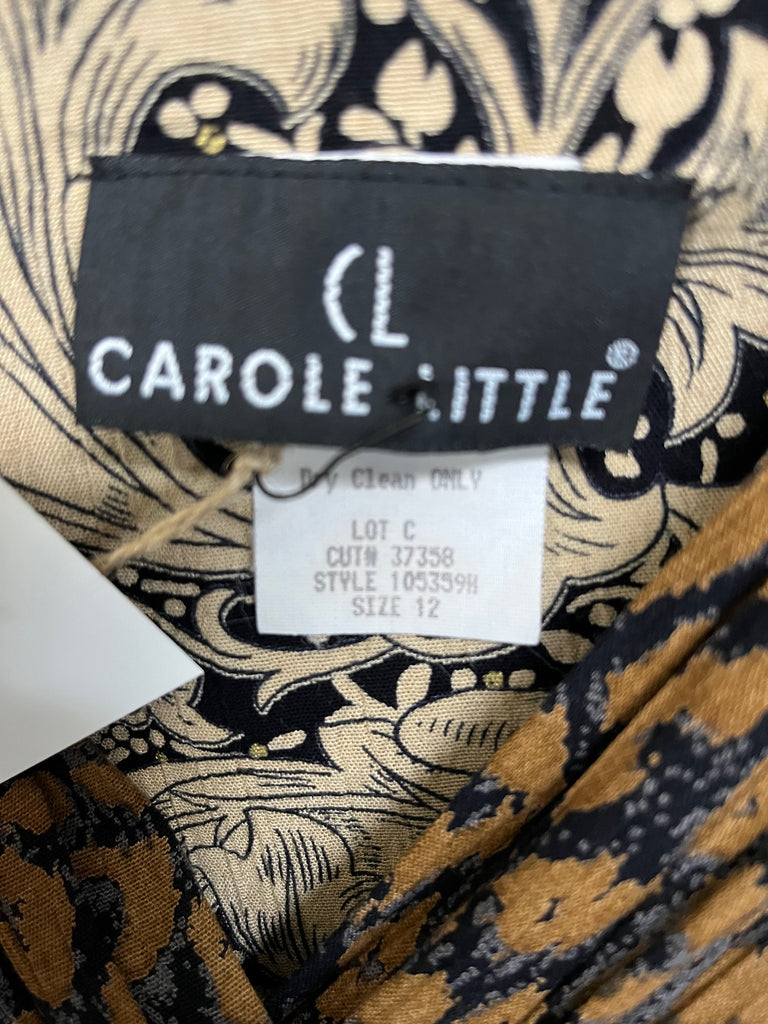 CL
CAROLE LITTLE®
Dry Clean ONLY
LOT C
CUT# 37358
STYLE 105359H
SIZE 12